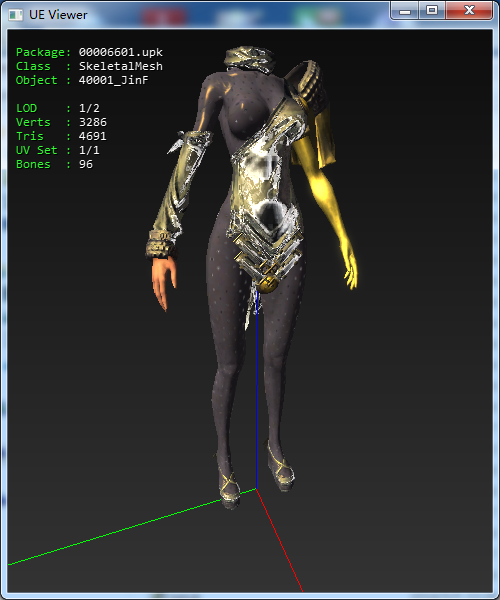 UE Viewer
Package: 00006601.upk
Class : SkeletalMesh
Object : 40001_JinF
LOD : 1/2
Verts : 3286
Tris : 4691
UV Set : 1/1
Bones : 96